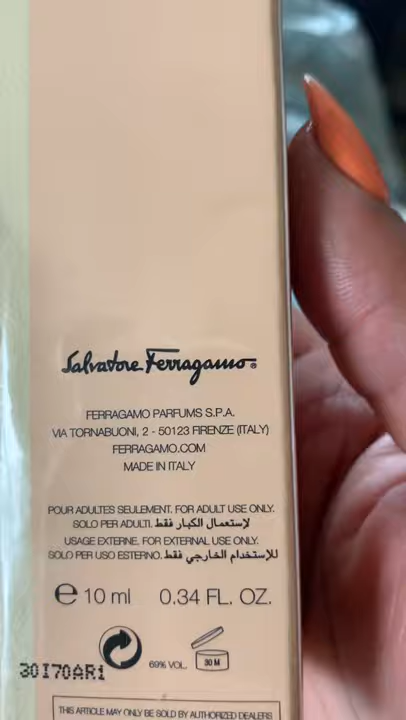 Salvatore Ferragamo®
FERRAGAMO PARFUMS S.P.A.
VIA TORNABUONI, 2 - 50123 FIRENZE (ITALY)
FERRAGAMO.COM
MADE IN ITALY
POUR ADULTES SEULEMENT. FOR ADULT USE ONLY.
SOLO PER ADULTI. لإستعمال الكبار فقط
USAGE EXTERNE. FOR EXTERNAL USE ONLY.
SOLO PER USO ESTERNO. للإستخدام الخارجي فقط
℮ 10 ml 0.34 FL. OZ.
69% VOL. 30 M
30I70AR1
THIS ARTICLE MAY ONLY BE SOLD BY AUTHORIZED DEALERS